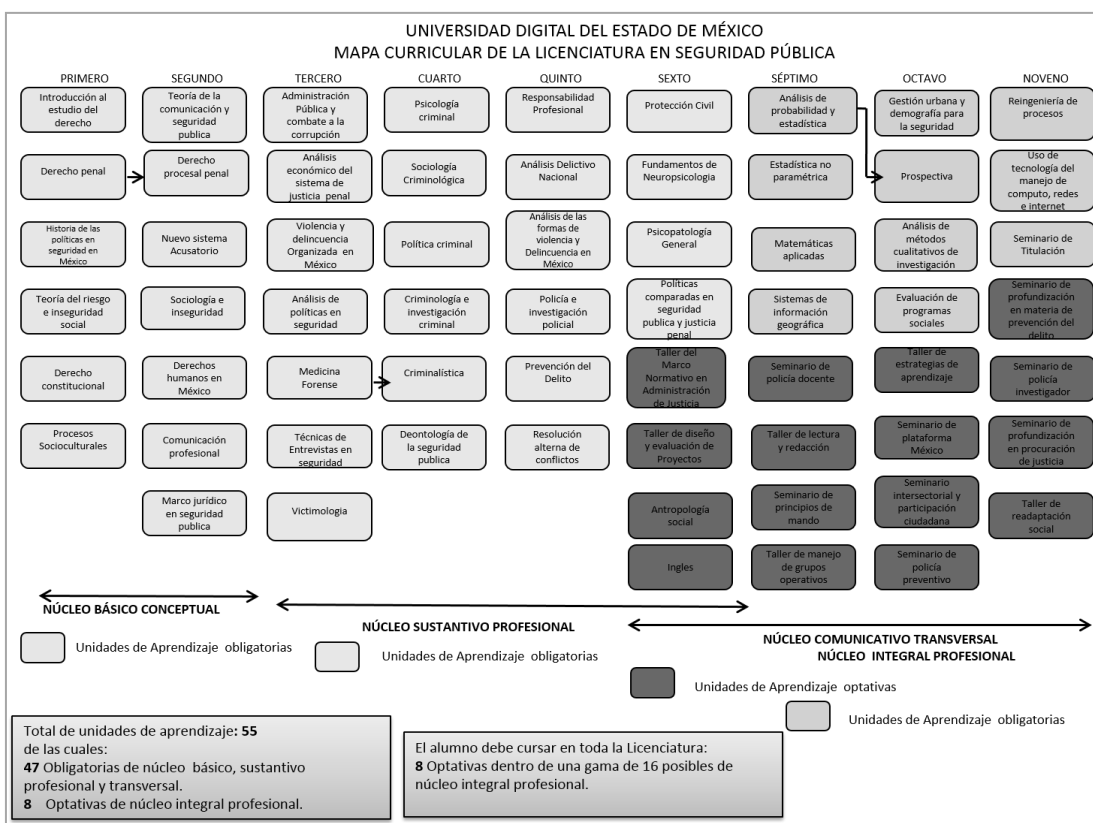 UNIVERSIDAD DIGITAL DEL ESTADO DE MÉXICO
MAPA CURRICULAR DE LA LICENCIATURA EN SEGURIDAD PÚBLICA
PRIMERO
SEGUNDO
TERCERO
CUARTO
QUINTO
SEXTO
SÉPTIMO
OCTAVO
NOVENO
Introducción al
estudio del
derecho
Teoría de la
comunicación y
seguridad
publica
Administración
Pública y
combate a la
corrupción
Psicología
criminal
Responsabilidad
Profesional
Protección Civil
Análisis de
probabilidad y
estadística
Gestión urbana y
demografía para
la seguridad
Reingeniería de
procesos
Derecho penal
Derecho
procesal penal
Análisis
económico del
sistema de
justicia penal
Sociología
Criminológica
Análisis Delictivo
Nacional
Fundamentos de
Neuropsicologia
Estadística no
paramétrica
Prospectiva
Uso de
tecnología del
manejo de
computo, redes
e internet
Historia de las
políticas en
seguridad en
México
Nuevo sistema
Acusatorio
Violencia y
delincuencia
Organizada en
México
Política criminal
Análisis de las
formas de
violencia y
Delincuencia en
México
Psicopatología
General
Matemáticas
aplicadas
Análisis de
métodos
cualitativos de
investigación
Seminario de
Titulación
Teoría del riesgo
e inseguridad
social
Sociología e
inseguridad
Análisis de
políticas en
seguridad
Criminología e
investigación
criminal
Policía e
investigación
policial
Políticas
comparadas en
seguridad
publica y justicia
penal
Sistemas de
información
geográfica
Evaluación de
programas
sociales
Seminario de
profundización
en materia de
prevención del
delito
Derecho
constitucional
Derechos
humanos en
México
Medicina
Forense
Criminalística
Prevención del
Delito
Taller del
Marco
Normativo en
Administración
de Justicia
Seminario de
policía docente
Taller de
estrategias de
aprendizaje
Seminario de
policía
investigador
Procesos
Socioculturales
Comunicación
profesional
Técnicas de
Entrevistas en
seguridad
Deontología de
la seguridad
publica
Resolución
alterna de
conflictos
Taller de diseño
y evaluación de
Proyectos
Taller de lectura
y redacción
Seminario de
plataforma
México
Seminario de
profundización
en procuración
de justicia
Marco jurídico
en seguridad
publica
Victimologia
Antropología
social
Seminario de
principios de
mando
Seminario
intersectorial y
participación
ciudadana
Taller de
readaptación
social
Ingles
Taller de manejo
de grupos
operativos
Seminario de
policía
preventivo
NÚCLEO BÁSICO CONCEPTUAL
NÚCLEO SUSTANTIVO PROFESIONAL
NÚCLEO COMUNICATIVO TRANSVERSAL
NÚCLEO INTEGRAL PROFESIONAL
Unidades de Aprendizaje obligatorias
Unidades de Aprendizaje obligatorias
Unidades de Aprendizaje optativas
Unidades de Aprendizaje obligatorias
Total de unidades de aprendizaje: 55
de las cuales:
47 Obligatorias de núcleo básico, sustantivo
profesional y transversal.
8 Optativas de núcleo integral profesional.
El alumno debe cursar en toda la Licenciatura:
8 Optativas dentro de una gama de 16 posibles de
núcleo integral profesional.